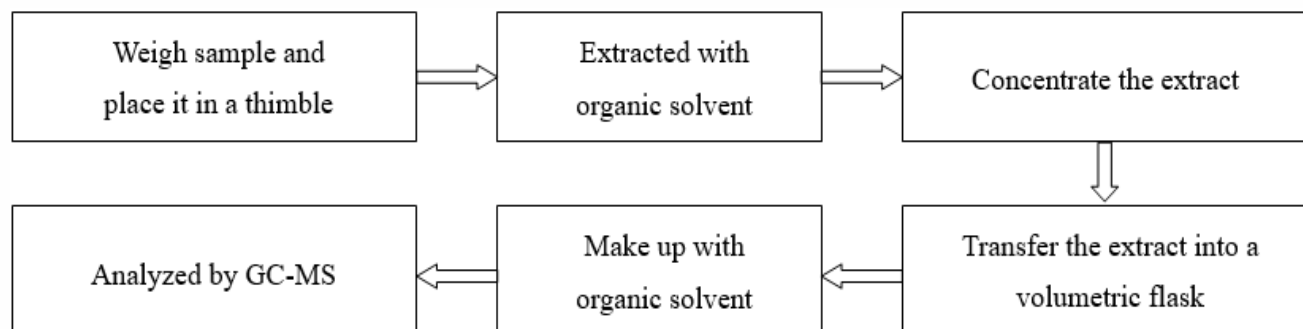 Weigh sample and
place it in a thimble
Extracted with
organic solvent
Concentrate the extract
Transfer the extract into a
volumetric flask
Make up with
organic solvent
Analyzed by GC-MS